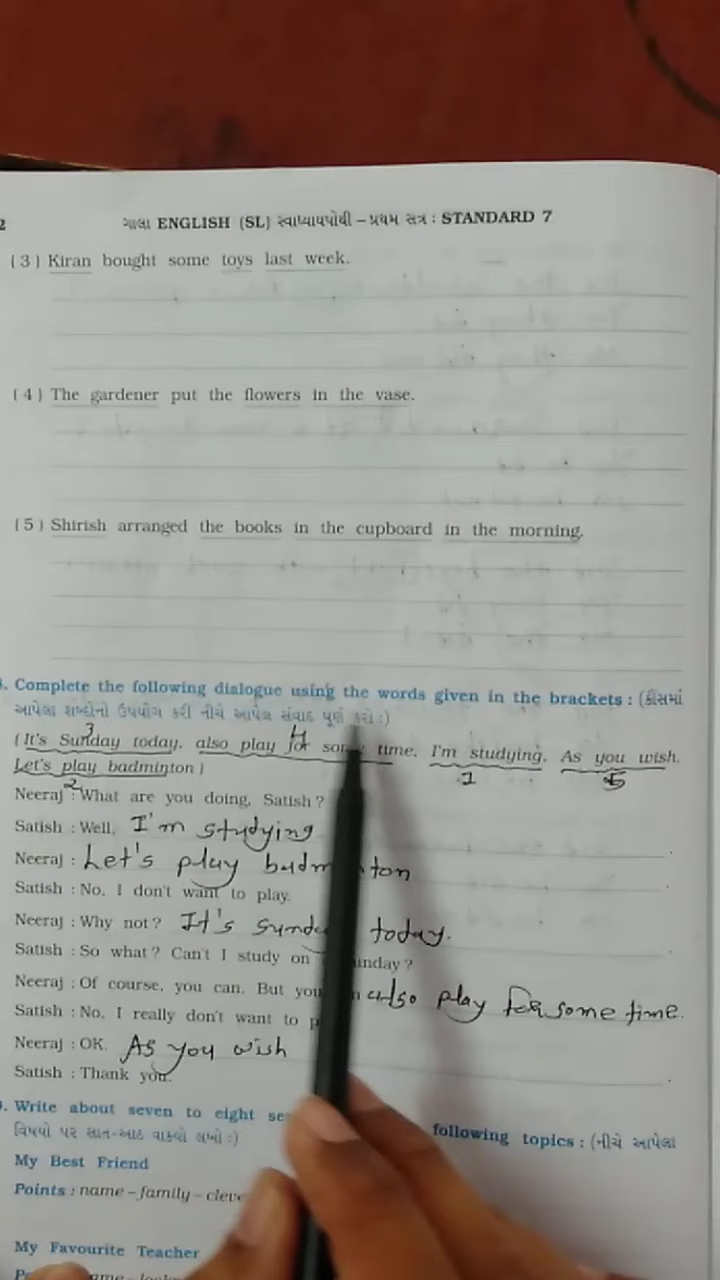 2 ગાલા ENGLISH (SL) સ્વાધ્યાયપોથી – પ્રથમ સત્ર : STANDARD 7
(3) Kiran bought some toys last week.
(4) The gardener put the flowers in the vase.
(5) Shirish arranged the books in the cupboard in the morning.
Complete the following dialogue using the words given in the brackets : (કૌંસમાં
આપેલા શબ્દોનો ઉપયોગ કરી નીચે આપેલ સંવાદ પૂર્ણ કરો :)
3 4
(It's Sunday today, also play for some time, I'm studying, As you wish,
Let's play badminton) 1 5
2
Neeraj : What are you doing, Satish ?
Satish : Well, I'm studying
Neeraj : Let's play badminton
Satish : No, I don't want to play.
Neeraj : Why not ? It's Sunday today.
Satish : So what ? Can't I study on Sunday ?
Neeraj : Of course, you can. But you also play for some time.
Satish : No, I really don't want to
Neeraj : OK. As you wish
Satish : Thank you.
Write about seven to eight following topics : (નીચે આપેલા
વિષયો પર સાત-આઠ વાક્યો લખો :)
My Best Friend
Points : name – family –
My Favourite Teacher